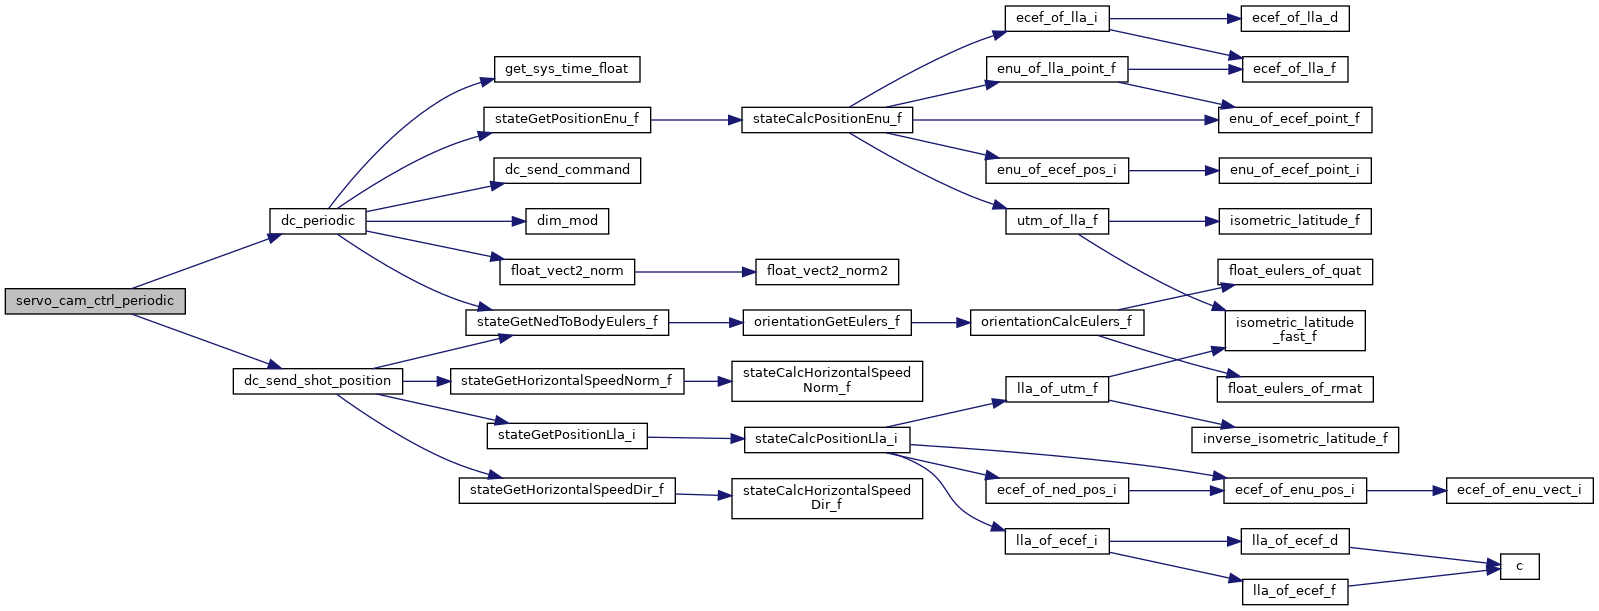 servo_cam_ctrl_periodic
dc_periodic
dc_send_shot_position
get_sys_time_float
stateGetPositionEnu_f
dc_send_command
dim_mod
float_vect2_norm
stateGetNedToBodyEulers_f
stateGetHorizontalSpeedNorm_f
stateGetPositionLla_i
stateGetHorizontalSpeedDir_f
stateCalcPositionEnu_f
float_vect2_norm2
orientationGetEulers_f
stateCalcHorizontalSpeed
Norm_f
stateCalcPositionLla_i
stateCalcHorizontalSpeed
Dir_f
ecef_of_lla_i
enu_of_lla_point_f
enu_of_ecef_pos_i
utm_of_lla_f
orientationCalcEulers_f
lla_of_utm_f
ecef_of_ned_pos_i
lla_of_ecef_i
ecef_of_lla_d
ecef_of_lla_f
enu_of_ecef_point_f
enu_of_ecef_point_i
isometric_latitude_f
float_eulers_of_quat
isometric_latitude
_fast_f
float_eulers_of_rmat
inverse_isometric_latitude_f
ecef_of_enu_pos_i
lla_of_ecef_d
lla_of_ecef_f
ecef_of_enu_vect_i
c